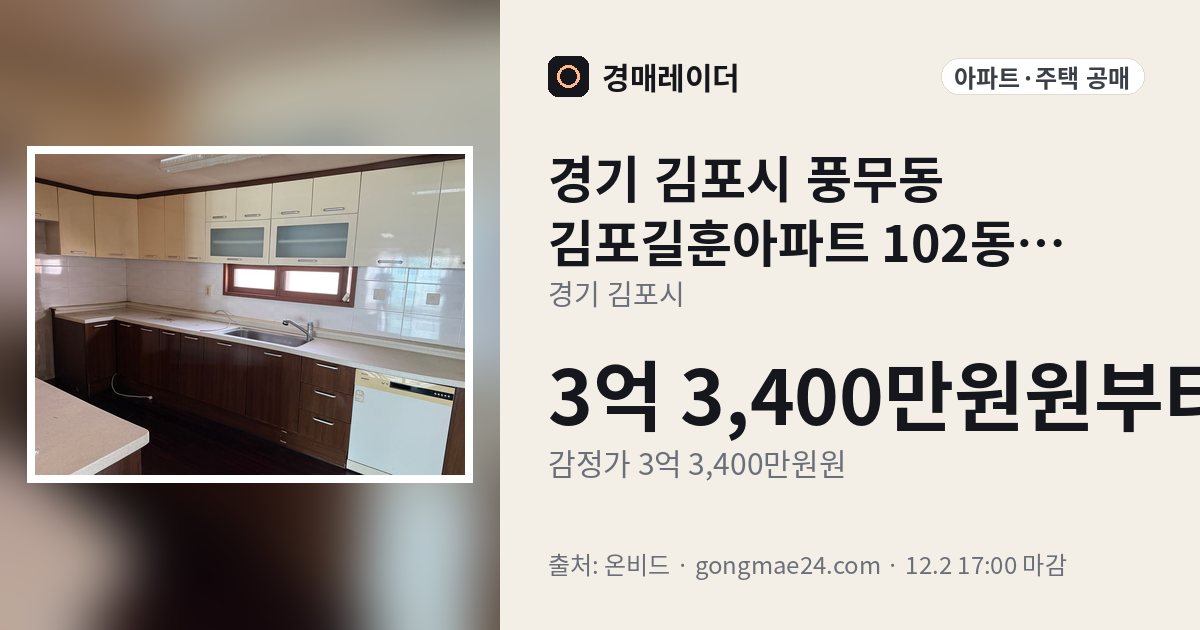 경매레이더
아파트·주택 공매
경기 김포시 풍무동
김포길훈아파트 102동…
경기 김포시
3억 3,400만원원부터
감정가 3억 3,400만원원
출처: 온비드 · gongmae24.com · 12.2 17:00 마감